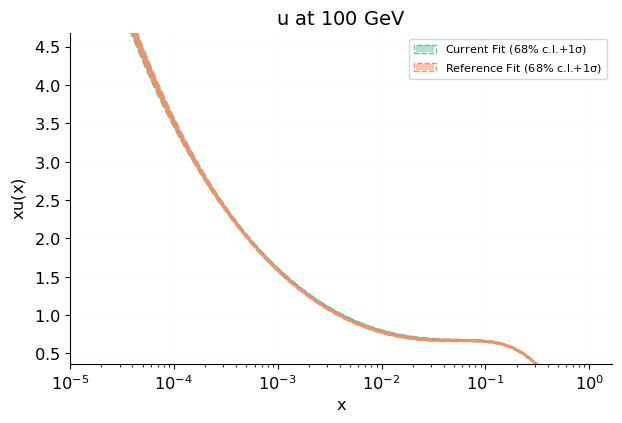 u at 100 GeV
Current Fit (68% c.l.+1σ)
Reference Fit (68% c.l.+1σ)
xu(x)
4.5
4.0
3.5
3.0
2.5
2.0
1.5
1.0
0.5
10⁻⁵ 10⁻⁴ 10⁻³ 10⁻² 10⁻¹ 10⁰
x